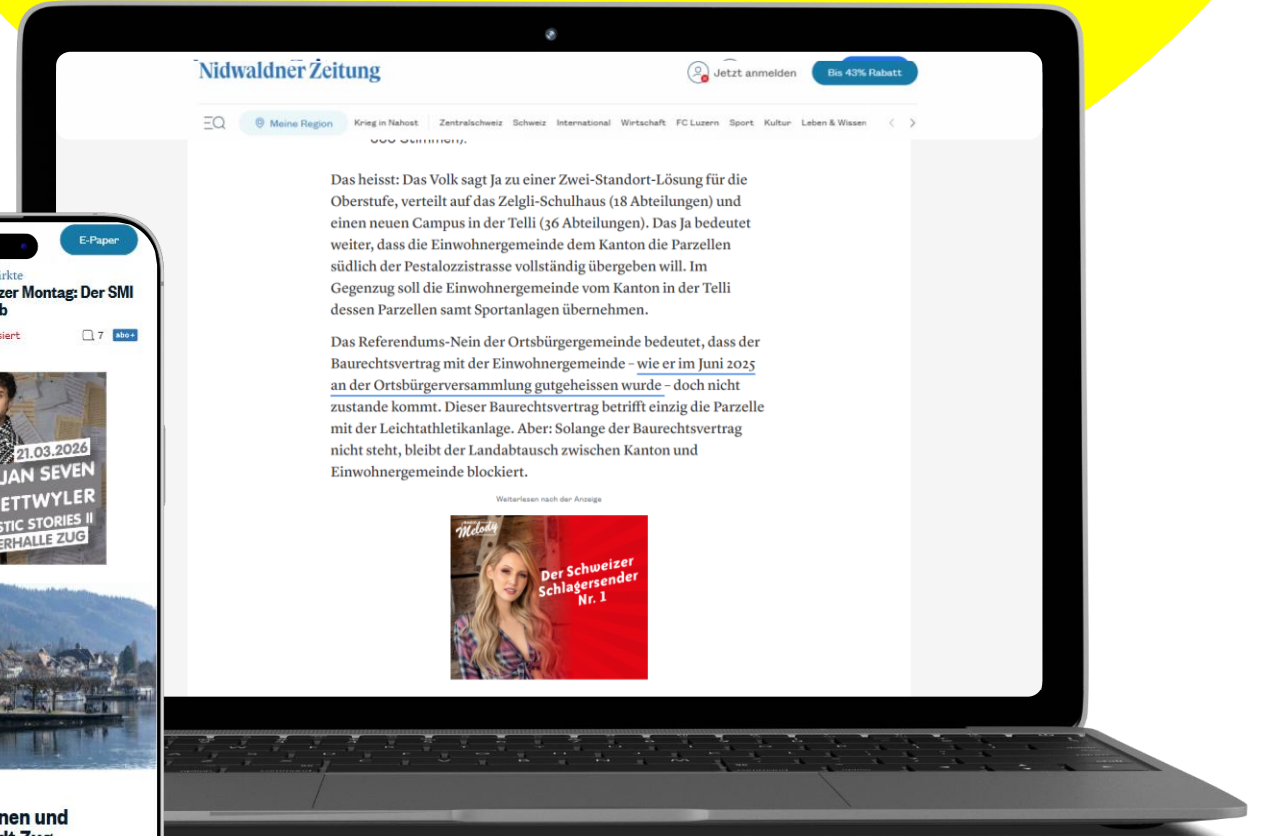 Nidwaldner Zeitung
Jetzt anmelden
Bis 43% Rabatt
Meine Region
Krieg in Nahost
Zentralschweiz
Schweiz
International
Wirtschaft
FC Luzern
Sport
Kultur
Leben & Wissen
Das heisst: Das Volk sagt Ja zu einer Zwei-Standort-Lösung für die
Oberstufe, verteilt auf das Zelgli-Schulhaus (18 Abteilungen) und
einen neuen Campus in der Telli (36 Abteilungen). Das Ja bedeutet
weiter, dass die Einwohnergemeinde dem Kanton die Parzellen
südlich der Pestalozzistrasse vollständig übergeben will. Im
Gegenzug soll die Einwohnergemeinde vom Kanton in der Telli
dessen Parzellen samt Sportanlagen übernehmen.
Das Referendums-Nein der Ortsbürgergemeinde bedeutet, dass der
Baurechtsvertrag mit der Einwohnergemeinde – wie er im Juni 2025
an der Ortsbürgerversammlung gutgeheissen wurde – doch nicht
zustande kommt. Dieser Baurechtsvertrag betrifft einzig die Parzelle
mit der Leichtathletikanlage. Aber: Solange der Baurechtsvertrag
nicht steht, bleibt der Landabtausch zwischen Kanton und
Einwohnergemeinde blockiert.
Weiterlesen nach der Anzeige
Melody
Der Schweizer
Schlagersender
Nr. 1
E-Paper
rkte
zer Montag: Der SMI
b
siert
7
abo+
21.03.2026
JAN SEVEN
ETTWYLER
STIC STORIES II
ERHALLE ZUG
nen und